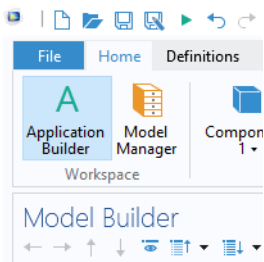 File Home Definitions
Application Builder
Model Manager
Compon
1
Workspace
Model Builder